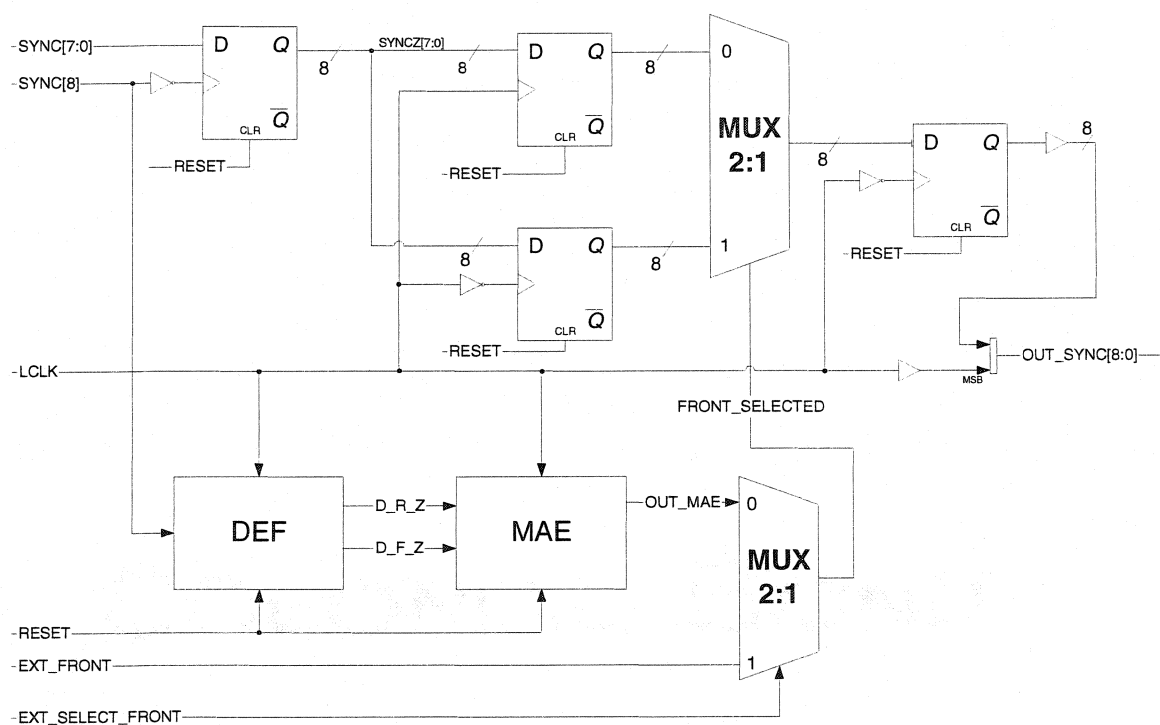 SYNC[7:0]
D Q
8
SYNCZ[7:0]
8
D Q
8
0
SYNC[8]
Q
CLR
RESET
Q
CLR
RESET
MUX
2:1
8
D Q
8
Q
CLR
RESET
8
D Q
8
1
Q
CLR
RESET
LCLK
MSB
OUT_SYNC[8:0]
FRONT_SELECTED
DEF
D_R_Z
D_F_Z
MAE
OUT_MAE
0
MUX
2:1
1
RESET
EXT_FRONT
EXT_SELECT_FRONT